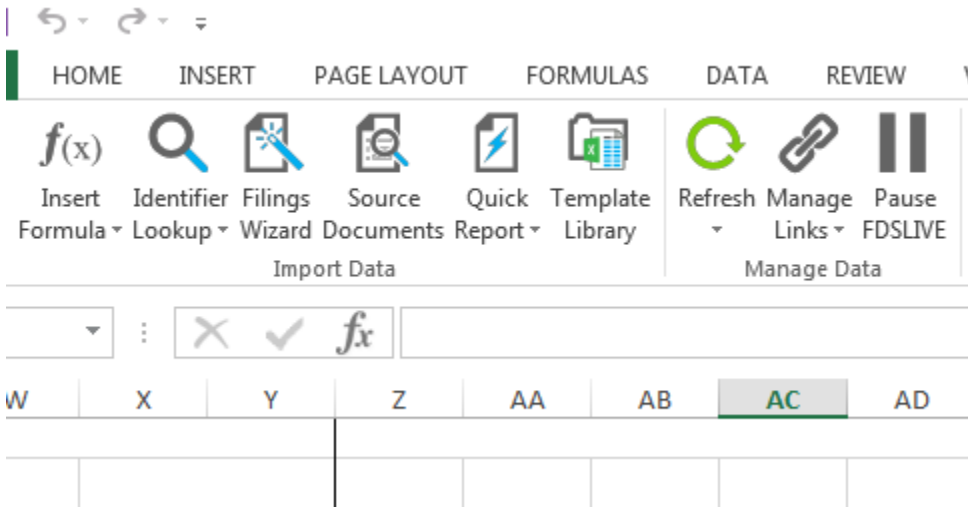 HOME INSERT PAGE LAYOUT FORMULAS DATA REVIEW
f(x)
Insert Identifier Filings Source Quick Template Refresh Manage Pause
Formula Lookup Wizard Documents Report Library Links FDSLIVE
Import Data Manage Data
fx
W X Y Z AA AB AC AD